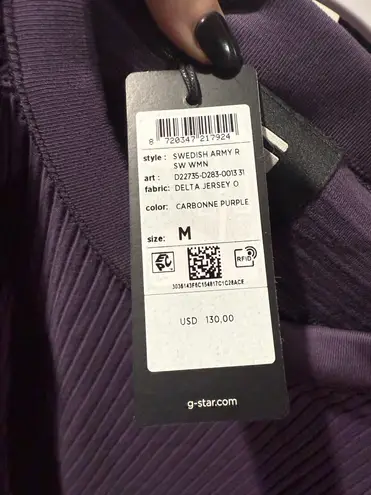 8 720347 217924
style : SWEDISH ARMY R
SW WMN
art : D22735-D283-0013 31
fabric: DELTA JERSEY O
color: CARBONNE PURPLE
size: M
RFID
3036143F6C154817C1C28ACE
USD 130,00
g-star.com